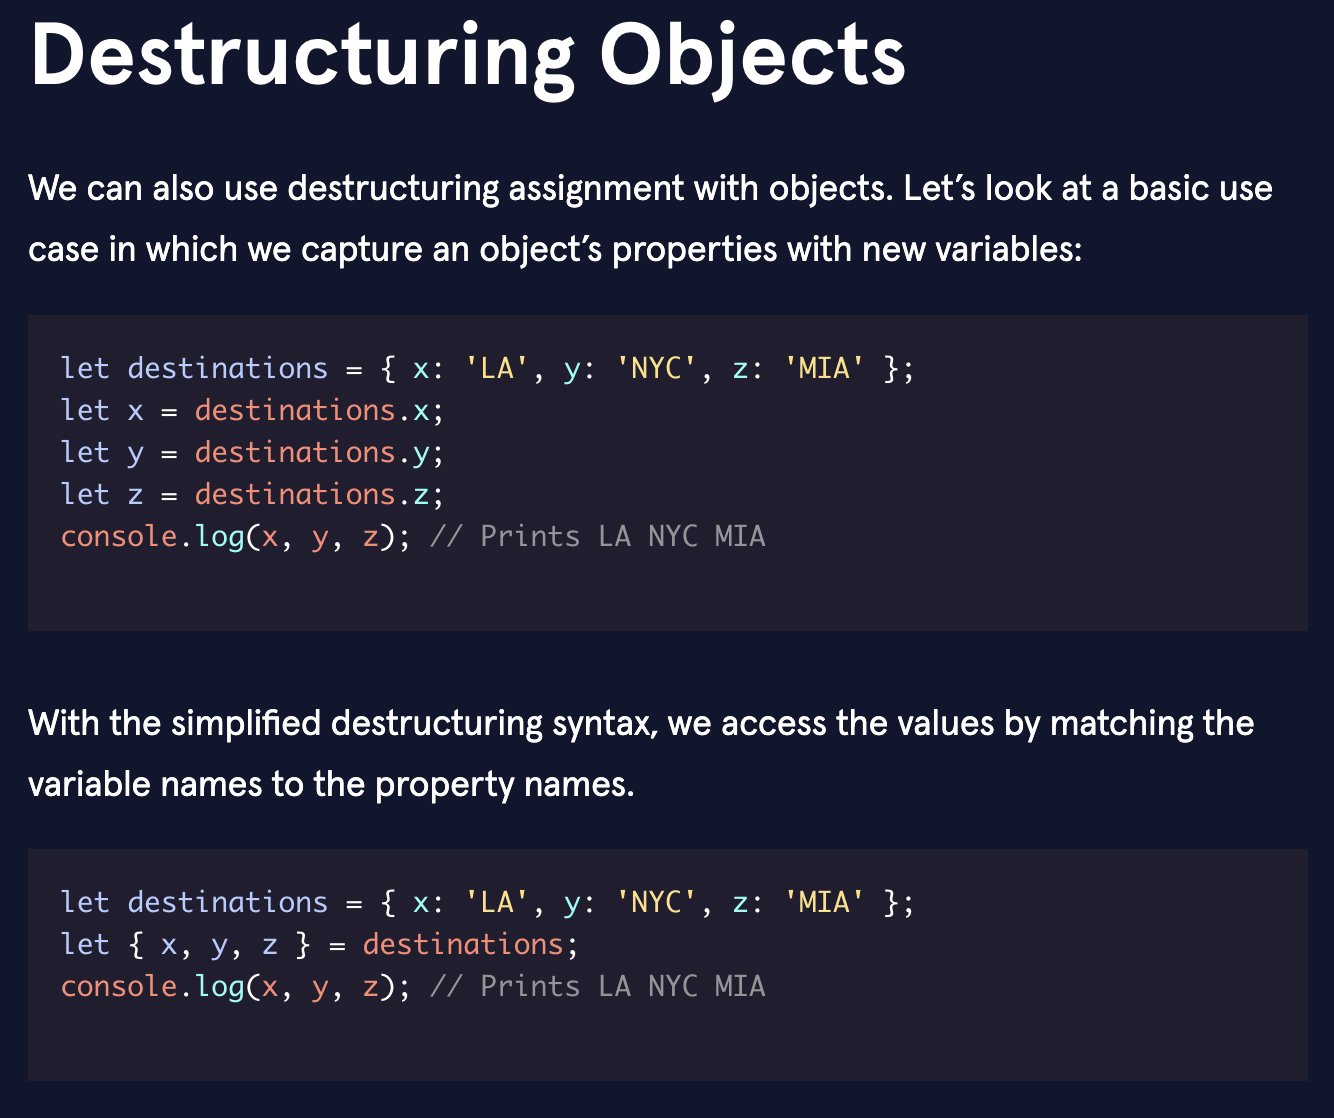 Destructuring Objects
We can also use destructuring assignment with objects. Let’s look at a basic use
case in which we capture an object’s properties with new variables:
let destinations = { x: 'LA', y: 'NYC', z: 'MIA' };
let x = destinations.x;
let y = destinations.y;
let z = destinations.z;
console.log(x, y, z); // Prints LA NYC MIA
With the simplified destructuring syntax, we access the values by matching the
variable names to the property names.
let destinations = { x: 'LA', y: 'NYC', z: 'MIA' };
let { x, y, z } = destinations;
console.log(x, y, z); // Prints LA NYC MIA